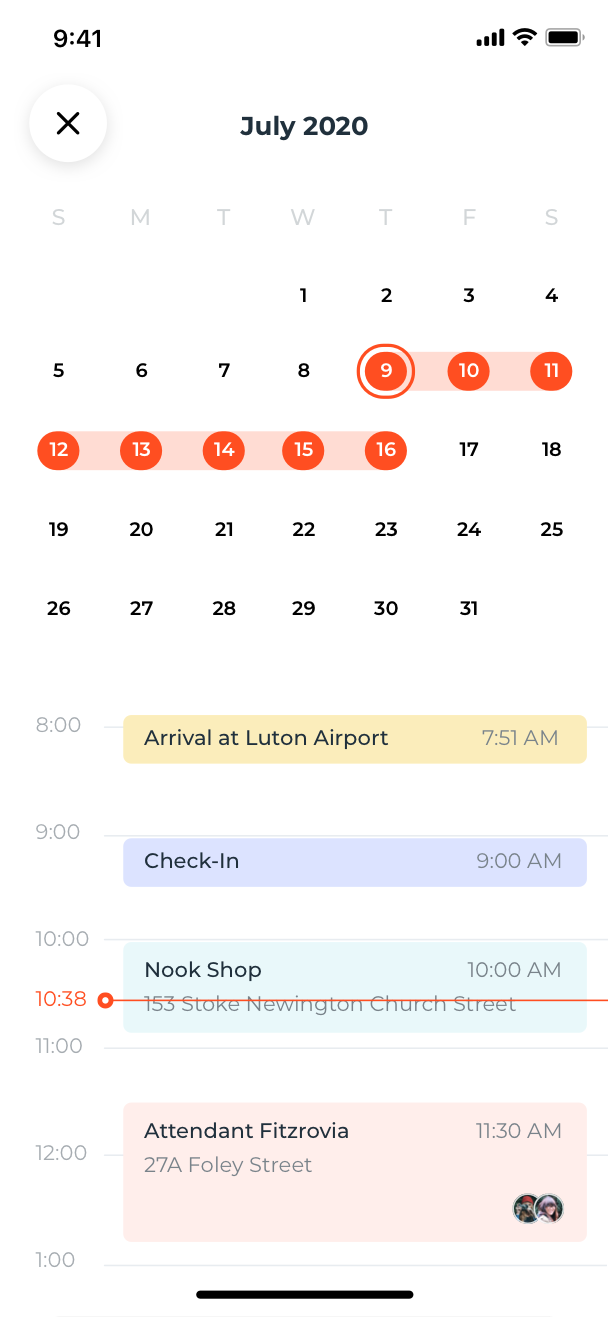 9:41
July 2020
S M T W T F S
1 2 3 4
5 6 7 8 9 10 11
12 13 14 15 16 17 18
19 20 21 22 23 24 25
26 27 28 29 30 31
8:00 Arrival at Luton Airport 7:51 AM
9:00
Check-In 9:00 AM
10:00
Nook Shop 10:00 AM
10:38 153 Stoke Newington Church Street
11:00
Attendant Fitzrovia 11:30 AM
12:00 27A Foley Street
1:00